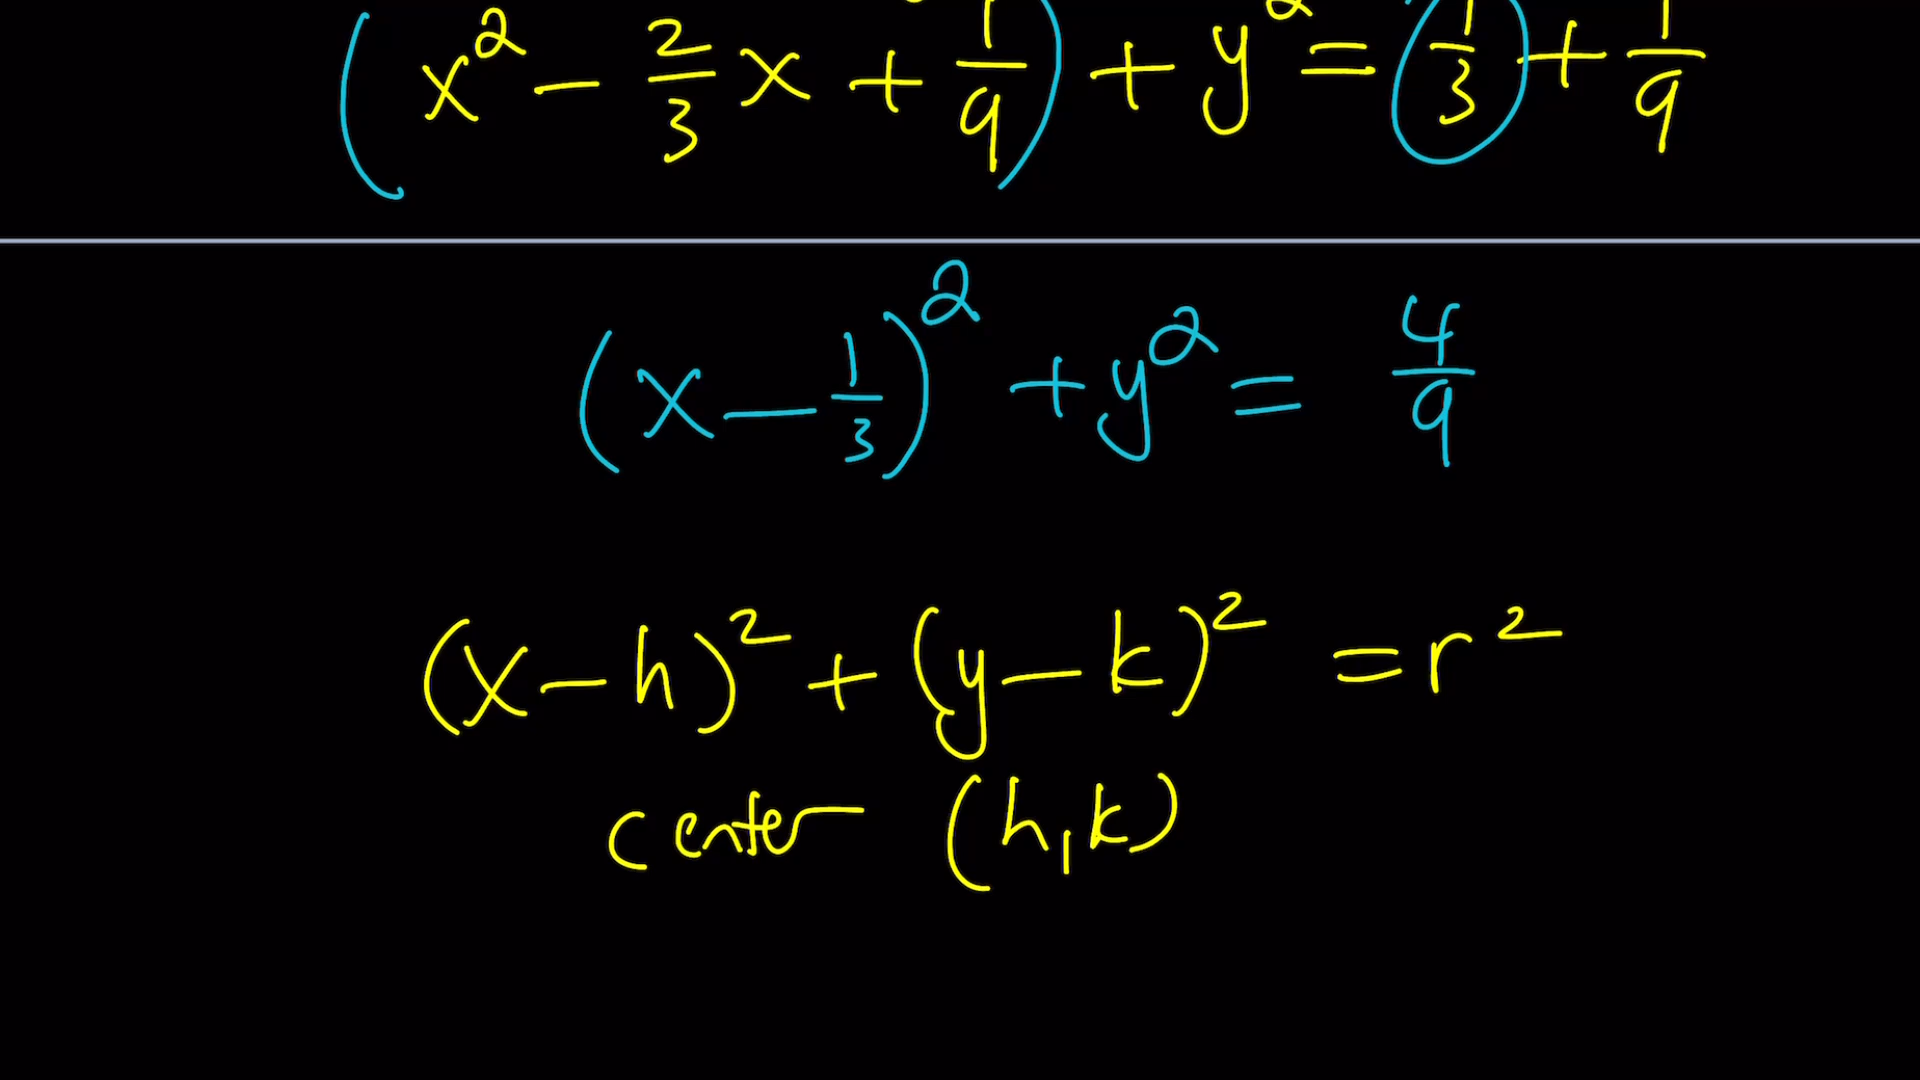 (x² - 2/3 x + 1/9) + y² = 1/3 + 1/9
(x - 1/3)² + y² = 4/9
(x - h)² + (y - k)² = r²
center (h, k)